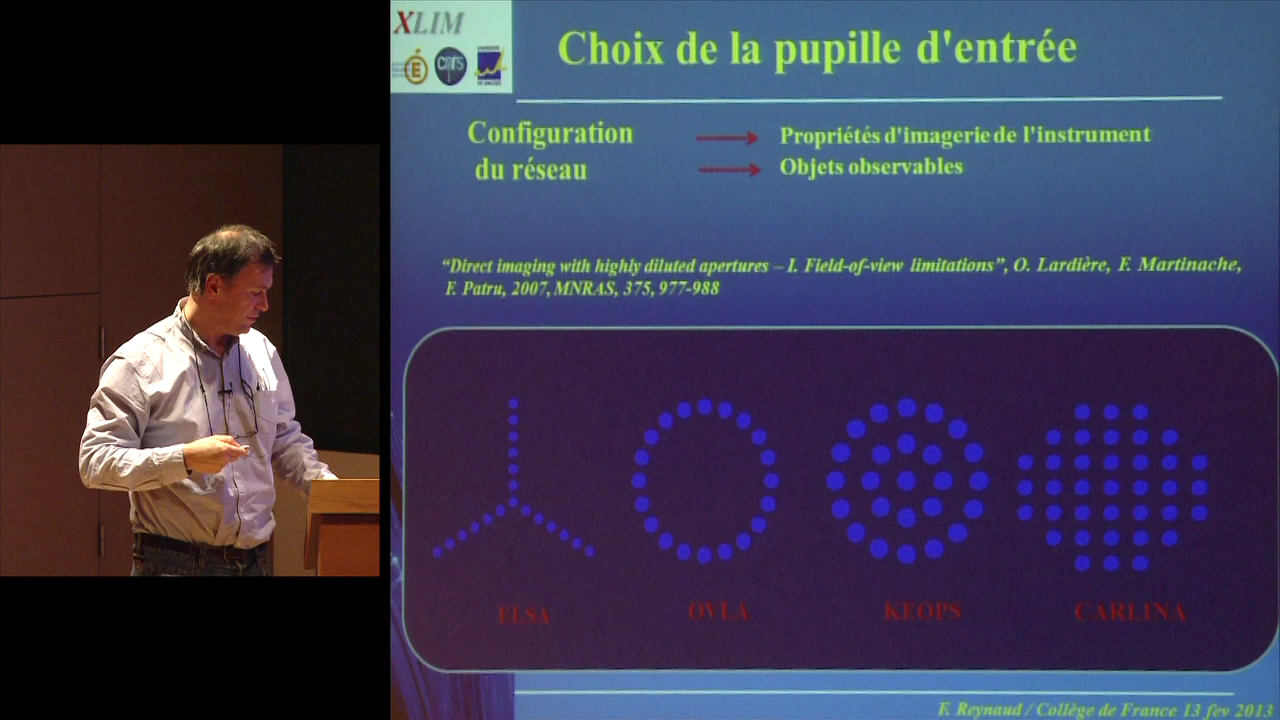 XLIM
cnrs
Choix de la pupille d'entrée
Configuration
du réseau
Propriétés d'imagerie de l'instrument
Objets observables
“Direct imaging with highly diluted apertures – I. Field-of-view limitations”, O. Lardière, F. Martinache,
F. Patru, 2007, MNRAS, 375, 977-988
ELSA OVLA KEOPS CARLINA
F. Reynaud / Collège de France 13 fev 2013